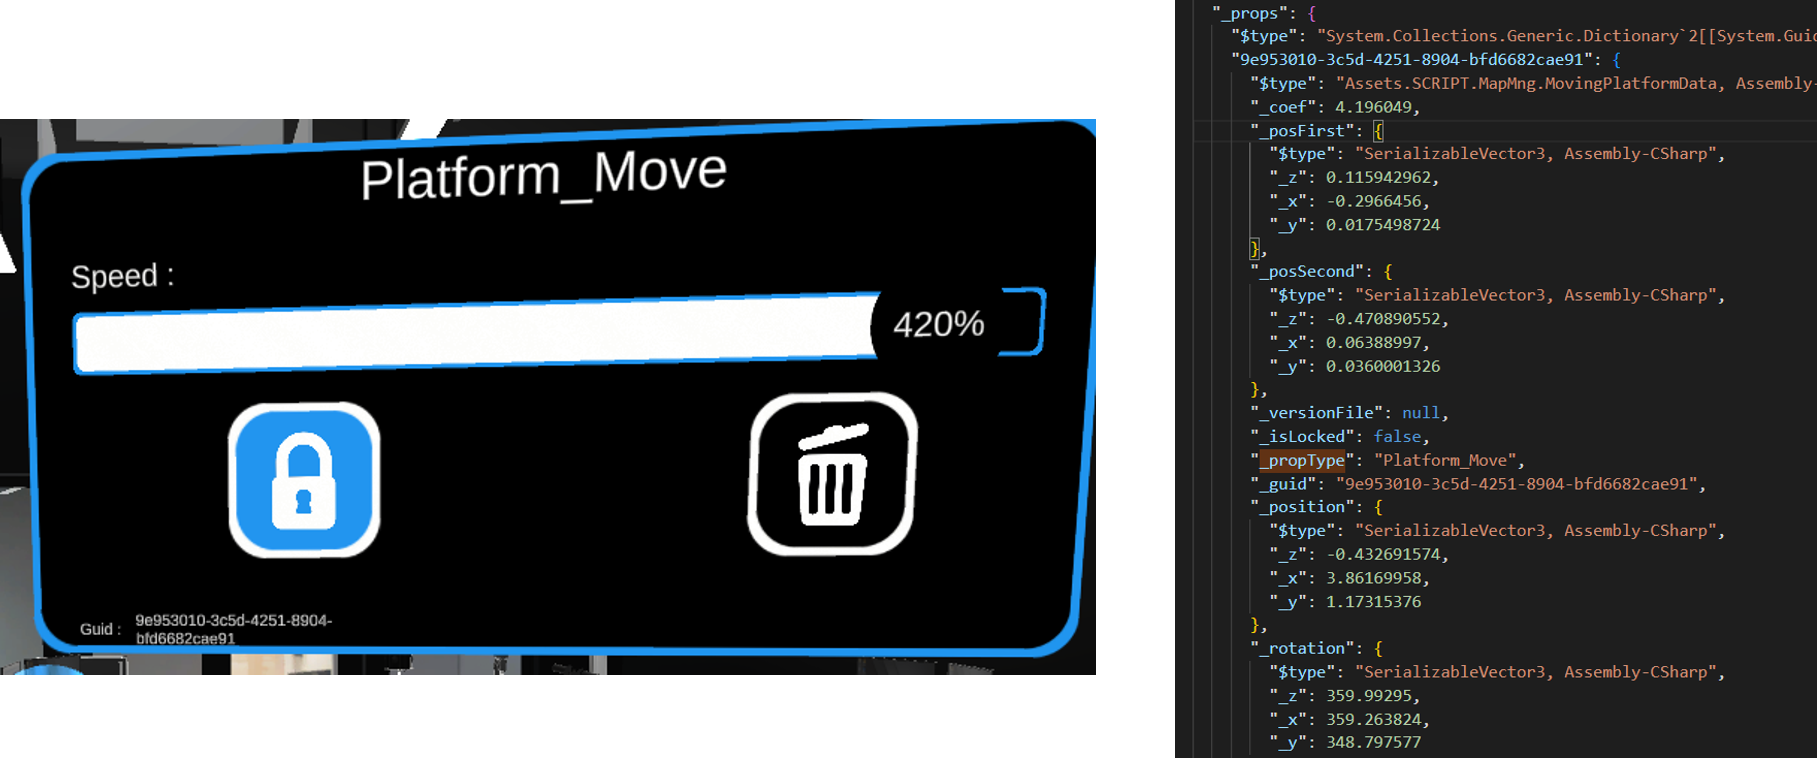 Platform_Move
Speed :
420%
Guid : 9e953010-3c5d-4251-8904-
bfd6682cae91
"_props": {
"$type": "System.Collections.Generic.Dictionary`2[[System.Guid
"9e953010-3c5d-4251-8904-bfd6682cae91": {
"$type": "Assets.SCRIPT.MapMng.MovingPlatformData, Assembly-
"_coef": 4.196049,
"_posFirst": {
"$type": "SerializableVector3, Assembly-CSharp",
"_z": 0.115942962,
"_x": -0.2966456,
"_y": 0.0175498724
},
"_posSecond": {
"$type": "SerializableVector3, Assembly-CSharp",
"_z": -0.470890552,
"_x": 0.06388997,
"_y": 0.0360001326
},
"_versionFile": null,
"_isLocked": false,
"_propType": "Platform_Move",
"_guid": "9e953010-3c5d-4251-8904-bfd6682cae91",
"_position": {
"$type": "SerializableVector3, Assembly-CSharp",
"_z": -0.432691574,
"_x": 3.86169958,
"_y": 1.17315376
},
"_rotation": {
"$type": "SerializableVector3, Assembly-CSharp",
"_z": 359.99295,
"_x": 359.263824,
"_y": 348.797577